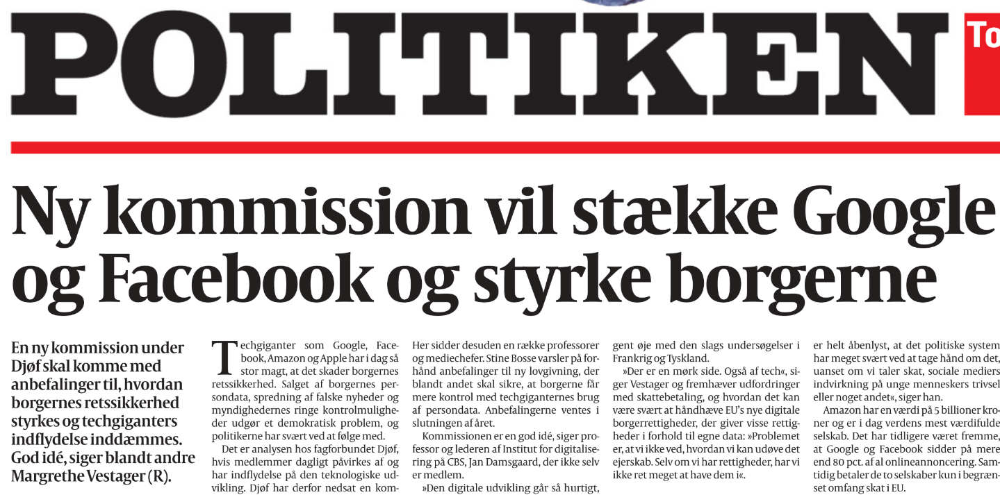 POLITIKEN
To
Ny kommission vil stække Google
og Facebook og styrke borgerne
En ny kommission under
Djøf skal komme med
anbefalinger til, hvordan
borgernes retssikkerhed
styrkes og techgiganters
indflydelse inddæmmes.
God idé, siger blandt andre
Margrethe Vestager (R).
Techgiganter som Google, Face-
book, Amazon og Apple har i dag så
stor magt, at det skader borgernes
retssikkerhed. Salget af borgernes per-
sondata, spredning af falske nyheder og
myndighedernes ringe kontrolmulighe-
der udgør et demokratisk problem, og
politikerne har svært ved at følge med.
Det er analysen hos fagforbundet Djøf,
hvis medlemmer dagligt påvirkes af og
har indflydelse på den teknologiske ud-
vikling. Djøf har derfor nedsat en kom-
Her sidder desuden en række professorer
og mediechefer. Stine Bosse varsler på for-
hånd anbefalinger til ny lovgivning, der
blandt andet skal sikre, at borgerne får
mere kontrol med techgiganternes brug
af persondata. Anbefalingerne ventes i
slutningen af året.
Kommissionen er en god idé, siger pro-
fessor og lederen af Institut for digitalise-
ring på CBS, Jan Damsgaard, der ikke selv
er medlem.
»Den digitale udvikling går så hurtigt,
gent øje med den slags undersøgelser i
Frankrig og Tyskland.
»Der er en mørk side. Også af tech«, si-
ger Vestager og fremhæver udfordringer
med skattebetaling, og hvordan det kan
være svært at håndhæve EU's nye digitale
borgerrettigheder, der giver visse rettig-
heder i forhold til egne data: »Problemet
er, at vi ikke ved, hvordan vi kan udøve det
ejerskab. Selv om vi har rettigheder, har vi
ikke ret meget at have dem i«.
er helt åbenlyst, at det politiske system
har meget svært ved at tage hånd om det,
uanset om vi taler skat, sociale mediers
indvirkning på unge menneskers trivsel
eller noget andet«, siger han.
Amazon har en værdi på 5 billioner kro-
ner og er i dag verdens mest værdifulde
selskab. Det har tidligere været fremme,
at Google og Facebook sidder på mere
end 80 pct. af al onlineannoncering. Sam-
tidig betaler de to selskaber kun i begræn-
set omfang skat i EU.